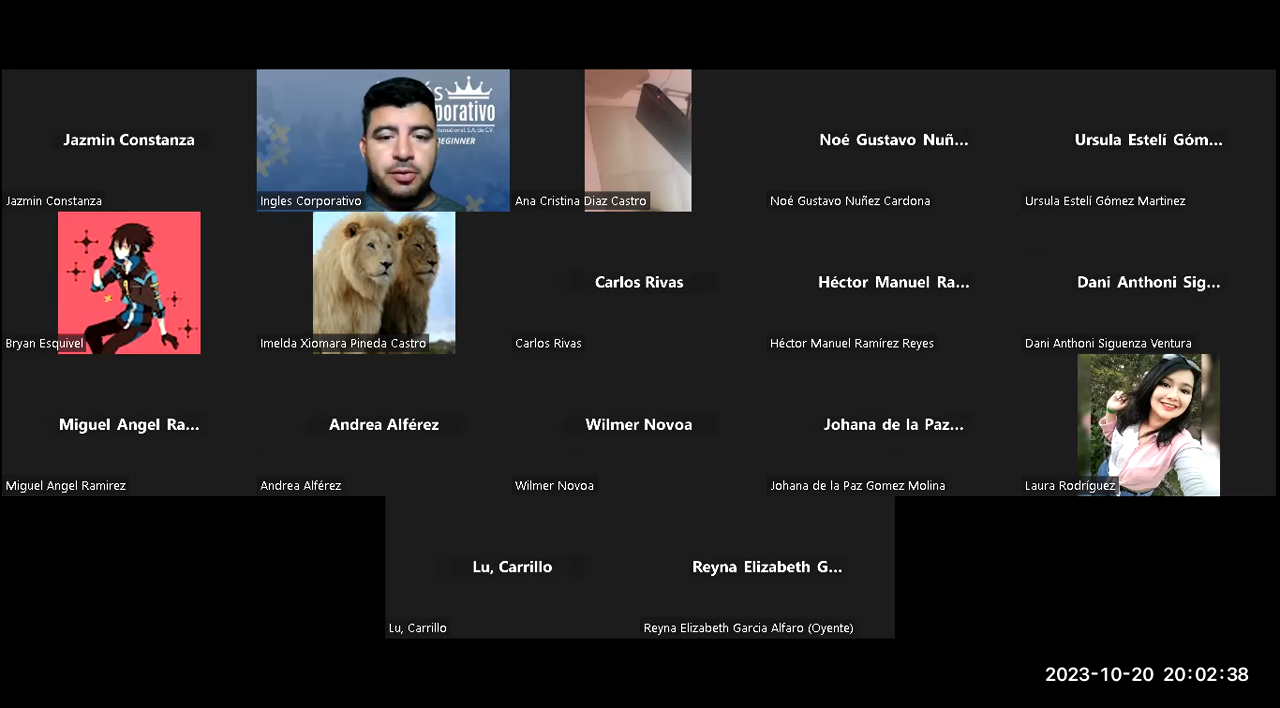 Jazmin Constanza
Noé Gustavo Nuñ...
Ursula Estelí Góm...
Jazmin Constanza
Ingles Corporativo
Ana Cristina Diaz Castro
Noé Gustavo Nuñez Cardona
Ursula Estelí Gómez Martinez
Carlos Rivas
Héctor Manuel Ra...
Dani Anthoni Sig...
Bryan Esquivel
Imelda Xiomara Pineda Castro
Carlos Rivas
Héctor Manuel Ramírez Reyes
Dani Anthoni Siguenza Ventura
Miguel Angel Ra...
Andrea Alférez
Wilmer Novoa
Johana de la Paz...
Miguel Angel Ramirez
Andrea Alférez
Wilmer Novoa
Johana de la Paz Gomez Molina
Laura Rodríguez
Lu, Carrillo
Reyna Elizabeth G...
Lu, Carrillo
Reyna Elizabeth Garcia Alfaro (Oyente)
2023-10-20 20:02:38